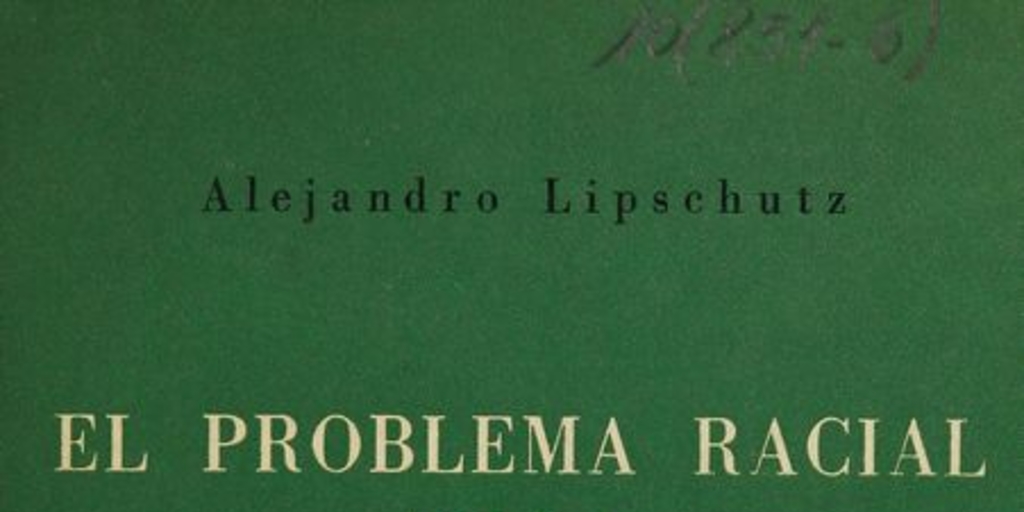 Alejandro Lipschutz
EL PROBLEMA RACIAL